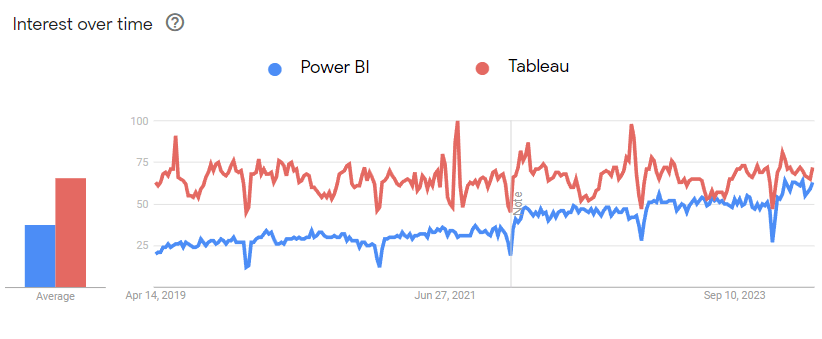 Interest over time ?
Power BI
Tableau
100
75
50
25
Note
Average
Apr 14, 2019
Jun 27, 2021
Sep 10, 2023